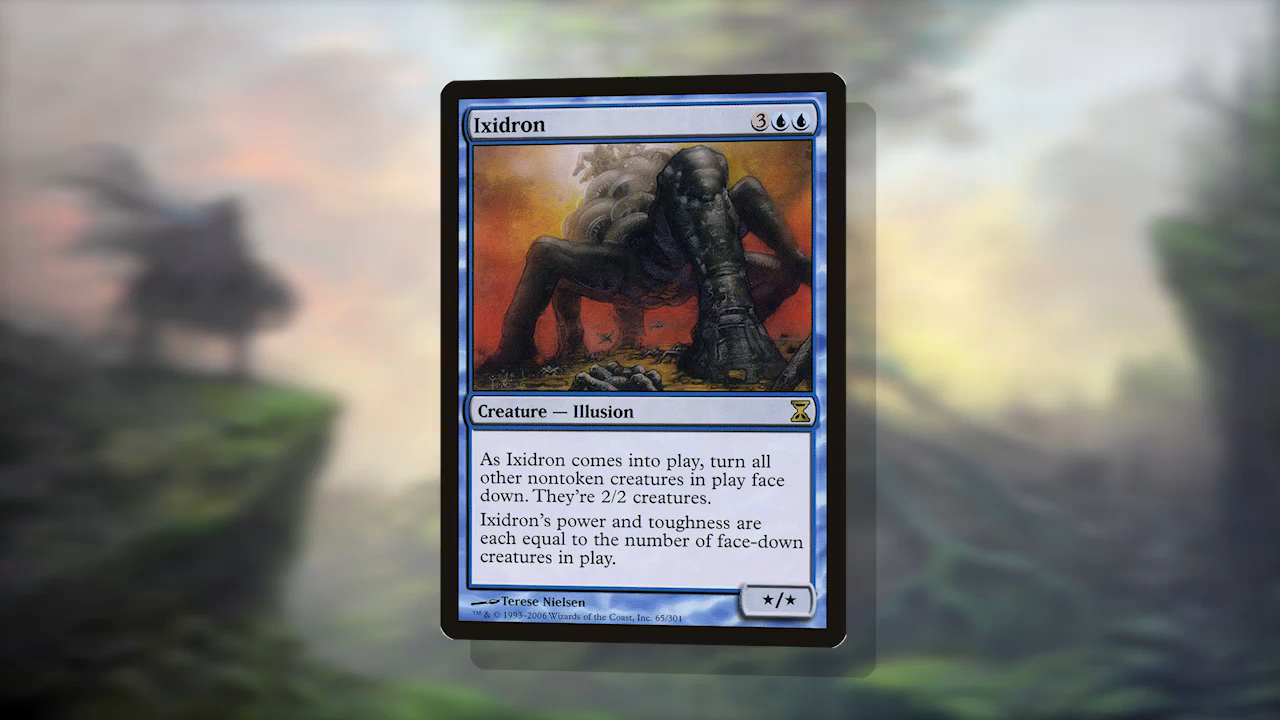 Ixidron 3
Creature — Illusion
As Ixidron comes into play, turn all
other nontoken creatures in play face
down. They're 2/2 creatures.
Ixidron's power and toughness are
each equal to the number of face-down
creatures in play.
Terese Nielsen
★/★
™ & © 1993–2006 Wizards of the Coast, Inc. 65/301